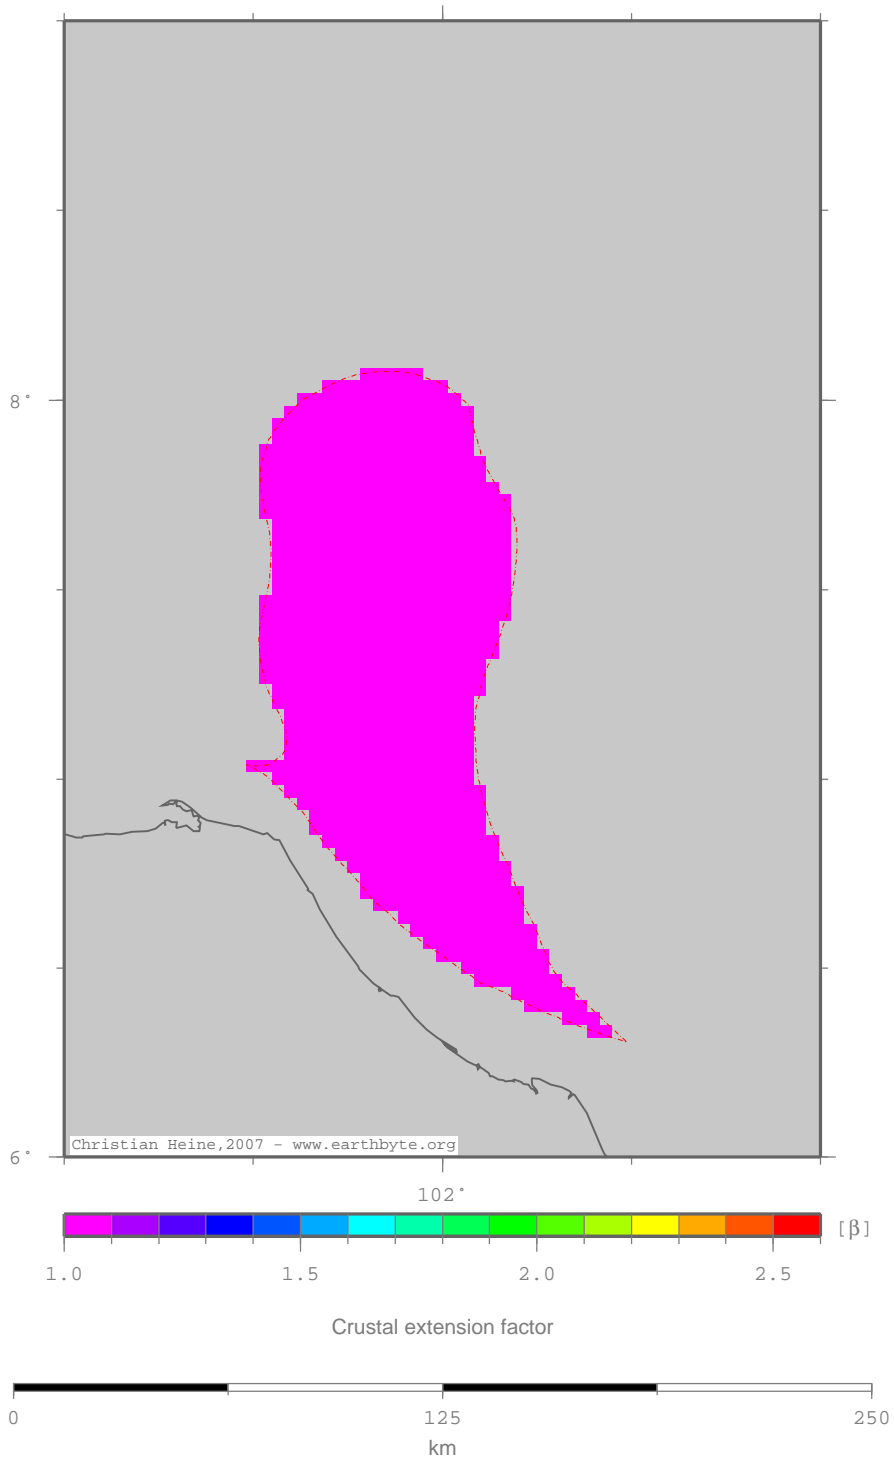 8°
6°
Christian Heine,2007 - www.earthbyte.org
102°
[β]
1.0 1.5 2.0 2.5
Crustal extension factor
0 125 250
km